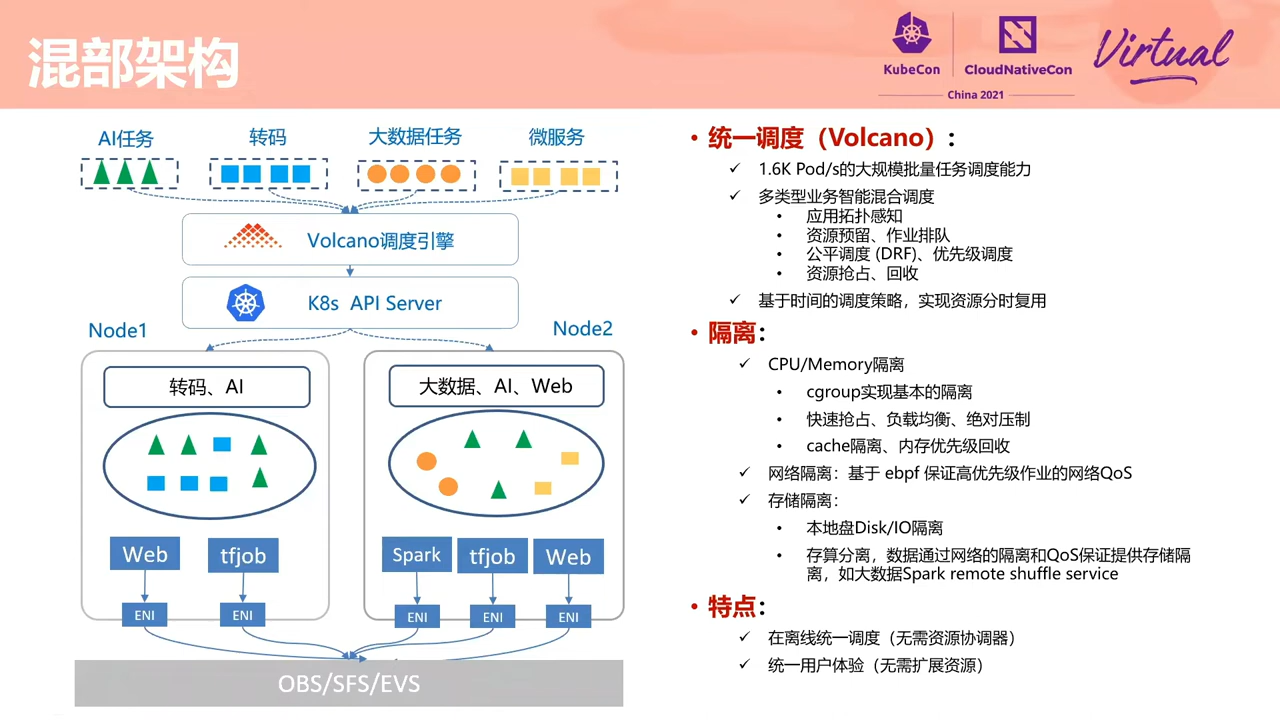 混部架构
KubeCon
CloudNativeCon
China 2021
Virtual
AI任务
转码
大数据任务
微服务
Volcano调度引擎
K8s API Server
Node1
Node2
转码、AI
大数据、AI、Web
Web
tfjob
Spark
tfjob
Web
ENI
ENI
ENI
ENI
ENI
OBS/SFS/EVS
• 统一调度（Volcano）:
✓ 1.6K Pod/s的大规模批量任务调度能力
✓ 多类型业务智能混合调度
• 应用拓扑感知
• 资源预留、作业排队
• 公平调度 (DRF)、优先级调度
• 资源抢占、回收
✓ 基于时间的调度策略，实现资源分时复用
• 隔离:
✓ CPU/Memory隔离
• cgroup实现基本的隔离
• 快速抢占、负载均衡、绝对压制
• cache隔离、内存优先级回收
✓ 网络隔离：基于 ebpf 保证高优先级作业的网络QoS
✓ 存储隔离：
• 本地盘Disk/IO隔离
• 存算分离，数据通过网络的隔离和QoS保证提供存储隔
离，如大数据Spark remote shuffle service
• 特点:
✓ 在离线统一调度（无需资源协调器）
✓ 统一用户体验（无需扩展资源）